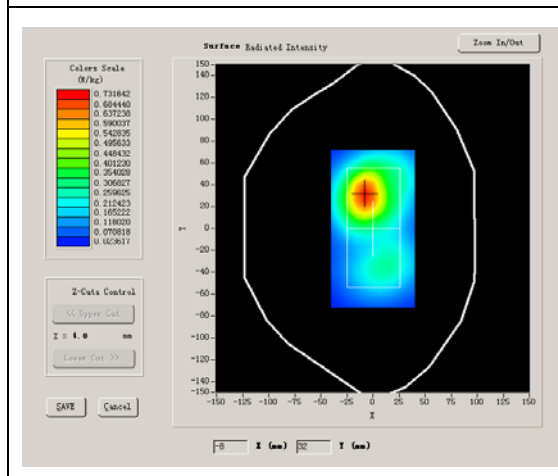 Surface Radiated Intensity
Zoom In/Out
Colors Scale
(W/kg)
0.731642
0.684440
0.637238
0.590037
0.542835
0.495633
0.448432
0.401230
0.354028
0.306827
0.259625
0.212423
0.165222
0.118020
0.070818
0.023617
Z-Cuts Control
<< Upper Cut
Z = 4.0 mm
Lower Cut >>
SAVE
Cancel
150
140
120
100
80
60
40
20
0
-20
-40
-60
-80
-100
-120
-140
-150
Y
-150 -125 -100 -75 -50 -25 0 25 50 75 100 125 150
X
-8 X (mm) 32 Y (mm)